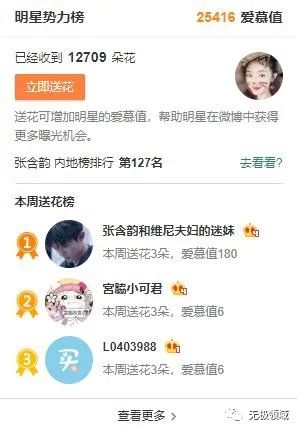 明星势力榜 25416 爱慕值
已经收到 12709 朵花
立即送花
送花可增加明星的爱慕值，帮助明星在微博中获得
更多曝光机会。
张含韵 内地榜排行 第127名 去看看?
本周送花榜
1 张含韵和维尼夫妇的迷妹
本周送花3朵，爱慕值180
2 宫脇小可君
本周送花3朵，爱慕值6
3 买 L0403988
本周送花3朵，爱慕值6
查看更多 >
无极领域